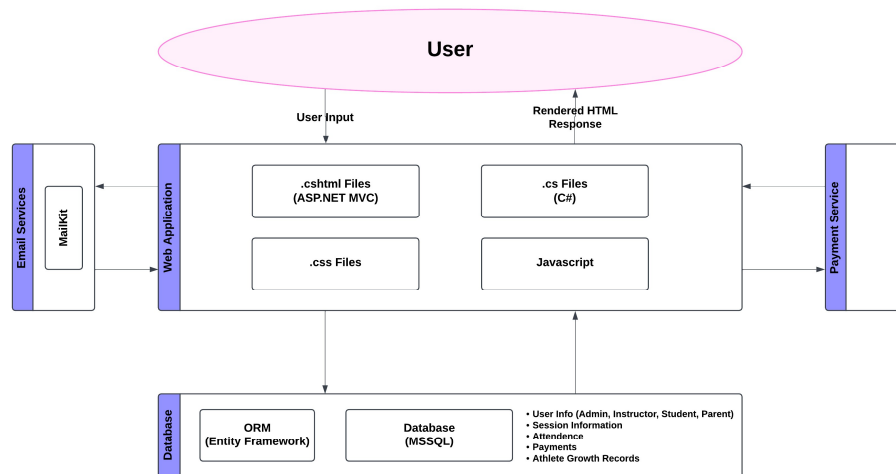 User
User Input
Rendered HTML
Response
Email Services
MailKit
Web Application
.cshtml Files
(ASP.NET MVC)
.cs Files
(C#)
.css Files
Javascript
Payment Service
Database
ORM
(Entity Framework)
Database
(MSSQL)
• User Info (Admin, Instructor, Student, Parent)
• Session Information
• Attendence
• Payments
• Athlete Growth Records